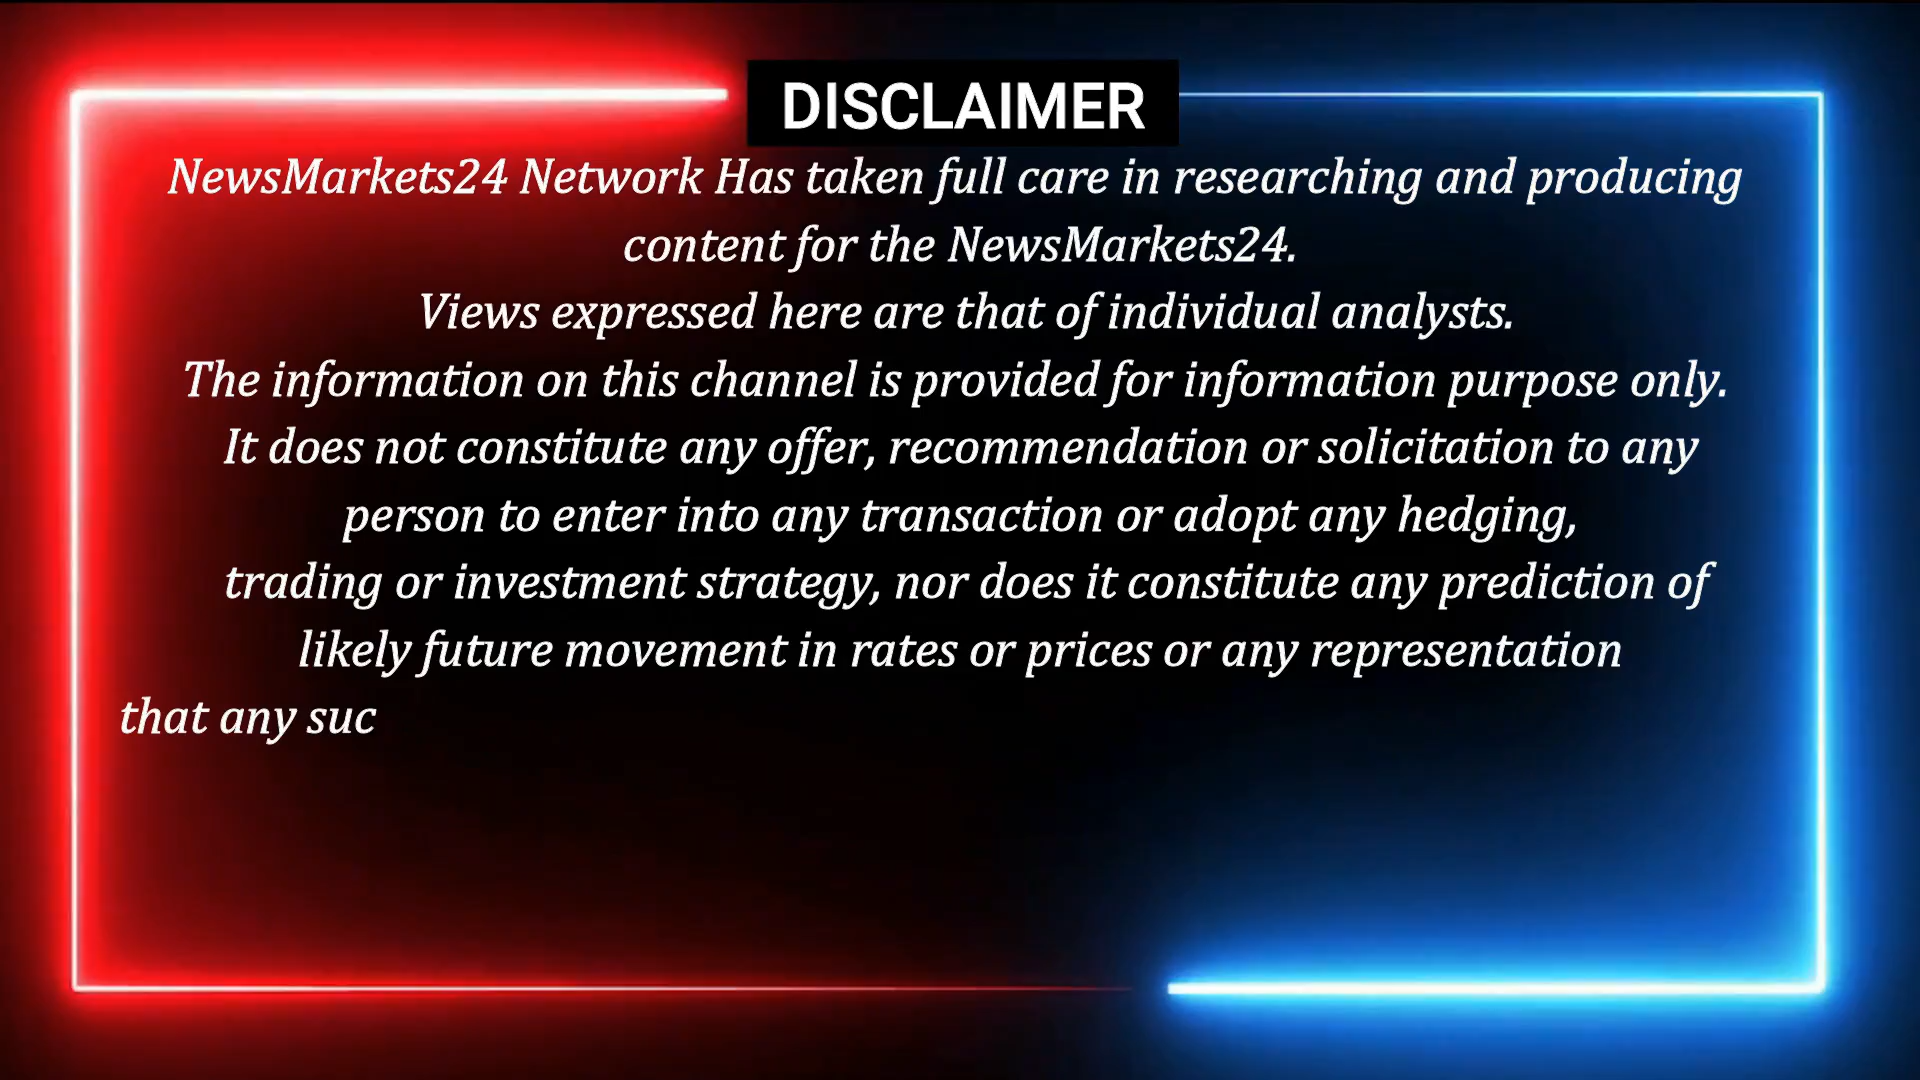 DISCLAIMER
NewsMarkets24 Network Has taken full care in researching and producing
content for the NewsMarkets24.
Views expressed here are that of individual analysts.
The information on this channel is provided for information purpose only.
It does not constitute any offer, recommendation or solicitation to any
person to enter into any transaction or adopt any hedging,
trading or investment strategy, nor does it constitute any prediction of
likely future movement in rates or prices or any representation
that any suc